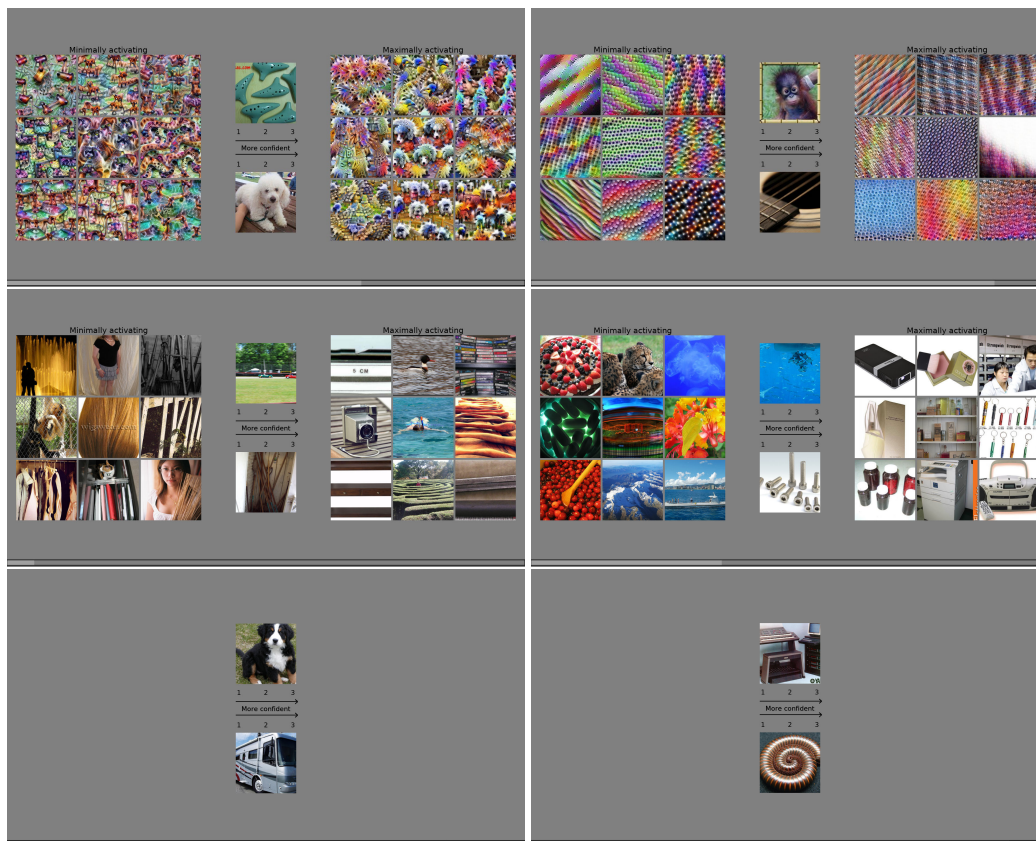 Minimally activating
Maximally activating
1 2 3
More confident
1 2 3
Minimally activating
Maximally activating
1 2 3
More confident
1 2 3
Minimally activating
Maximally activating
5 CM
1 2 3
More confident
1 2 3
Minimally activating
Maximally activating
1 2 3
More confident
1 2 3
1 2 3
More confident
1 2 3
1 2 3
More confident
1 2 3